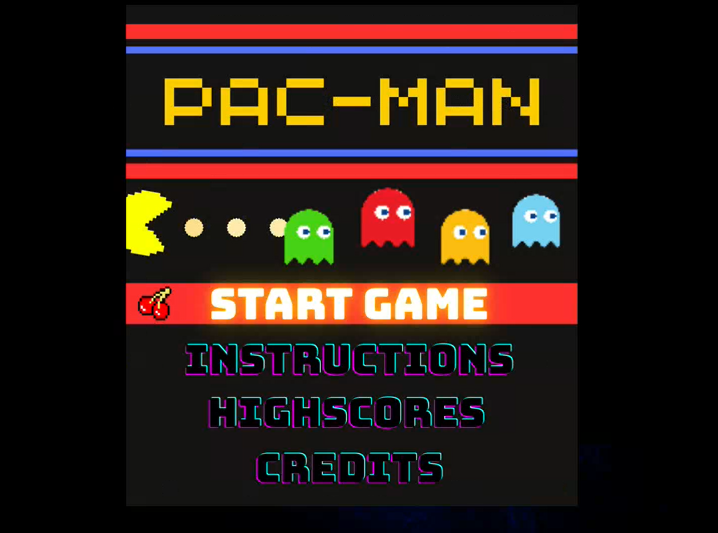 PAC-MAN
START GAME
INSTRUCTIONS
HIGHSCORES
CREDITS